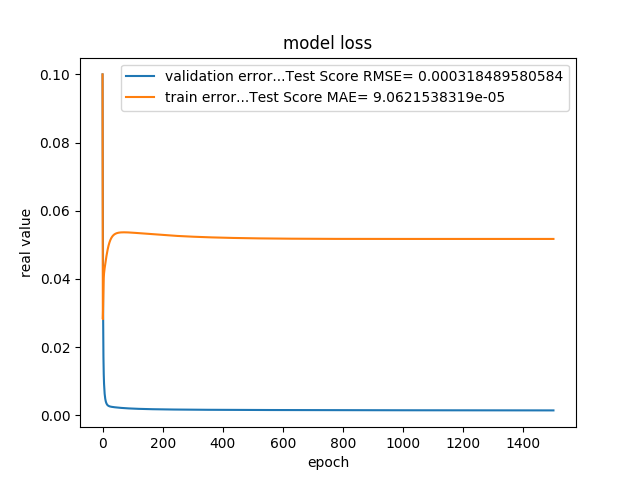 model loss
validation error...Test Score RMSE= 0.000318489580584
train error...Test Score MAE= 9.0621538319e-05
0.10
0.08
0.06
0.04
0.02
0.00
real value
0 200 400 600 800 1000 1200 1400
epoch